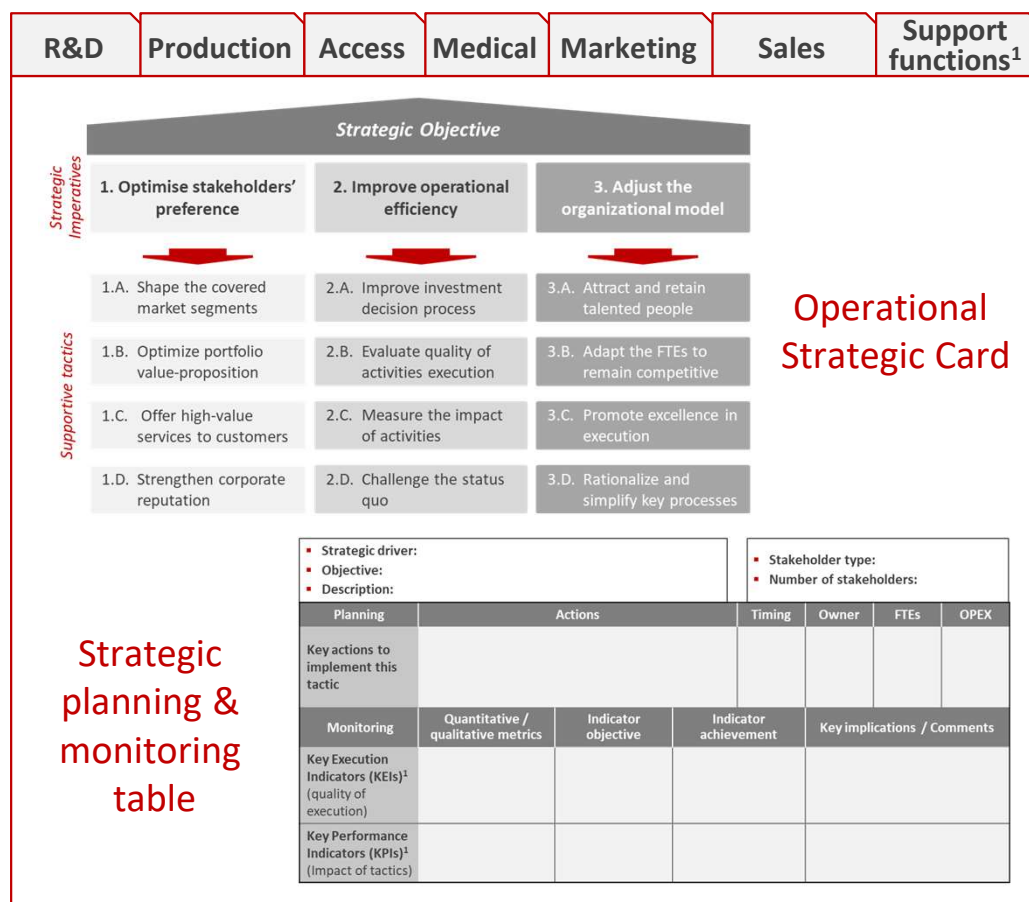 R&D
Production
Access
Medical
Marketing
Sales
Support
functions¹
Strategic Objective
Strategic
Imperatives
1. Optimise stakeholders'
preference
2. Improve operational
efficiency
3. Adjust the
organizational model
Supportive tactics
1.A. Shape the covered
market segments
2.A. Improve investment
decision process
3.A. Attract and retain
talented people
1.B. Optimize portfolio
value-proposition
2.B. Evaluate quality of
activities execution
3.B. Adapt the FTEs to
remain competitive
1.C. Offer high-value
services to customers
2.C. Measure the impact
of activities
3.C. Promote excellence in
execution
1.D. Strengthen corporate
reputation
2.D. Challenge the status
quo
3.D. Rationalize and
simplify key processes
Operational
Strategic Card
Strategic
planning &
monitoring
table
▪ Strategic driver:
▪ Objective:
▪ Description:
▪ Stakeholder type:
▪ Number of stakeholders:
Planning
Actions
Timing
Owner
FTEs
OPEX
Key actions to
implement this
tactic
Monitoring
Quantitative /
qualitative metrics
Indicator
objective
Indicator
achievement
Key implications / Comments
Key Execution
Indicators (KEIs)¹
(quality of
execution)
Key Performance
Indicators (KPIs)¹
(Impact of tactics)